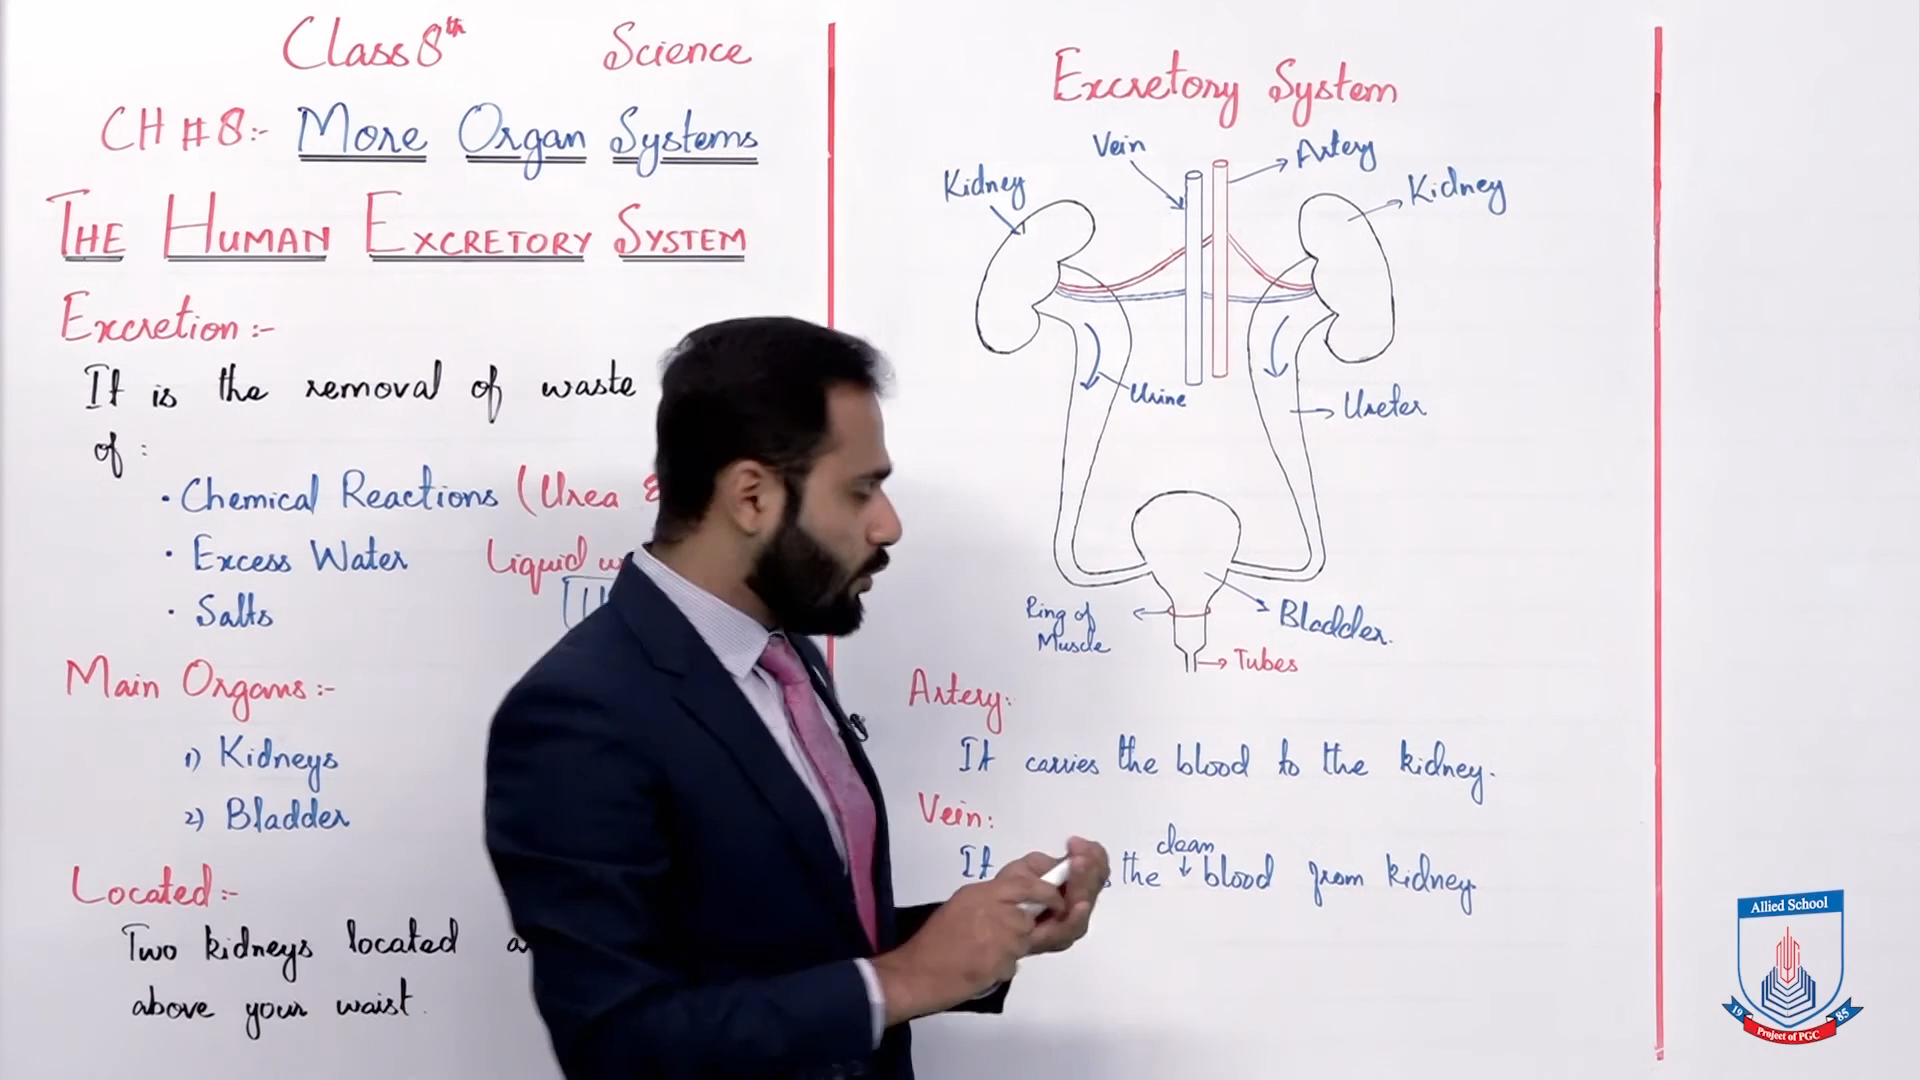 Class 8th Science
CH # 8:- More Organ Systems
THE HUMAN EXCRETORY SYSTEM
Excretion :-
It is the removal of waste
of :
• Chemical Reactions (Urea &
• Excess Water Liquid
• Salts
Main Organs :-
1) Kidneys
2) Bladder
Located :-
Two kidneys located
above your waist.
Excretory System
Vein
Artery
Kidney
Kidney
Urine
Ureter
Ring of
Muscle
Bladder.
Tubes
Artery:
It carries the blood to the kidney.
Vein:
clean
It the ↓ blood from kidney
Allied School
19 85
Project of PGC